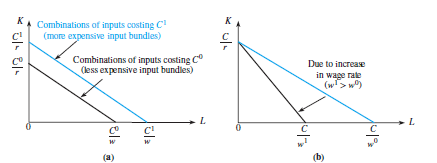 K
C¹
r
C⁰
r
Combinations of inputs costing C¹
(more expensive input bundles)
Combinations of inputs costing C⁰
(less expensive input bundles)
0
C⁰
w
C¹
w
L
(a)
K
C
r
Due to increase
in wage rate
(w¹ > w⁰)
0
C
w¹
C
w⁰
L
(b)